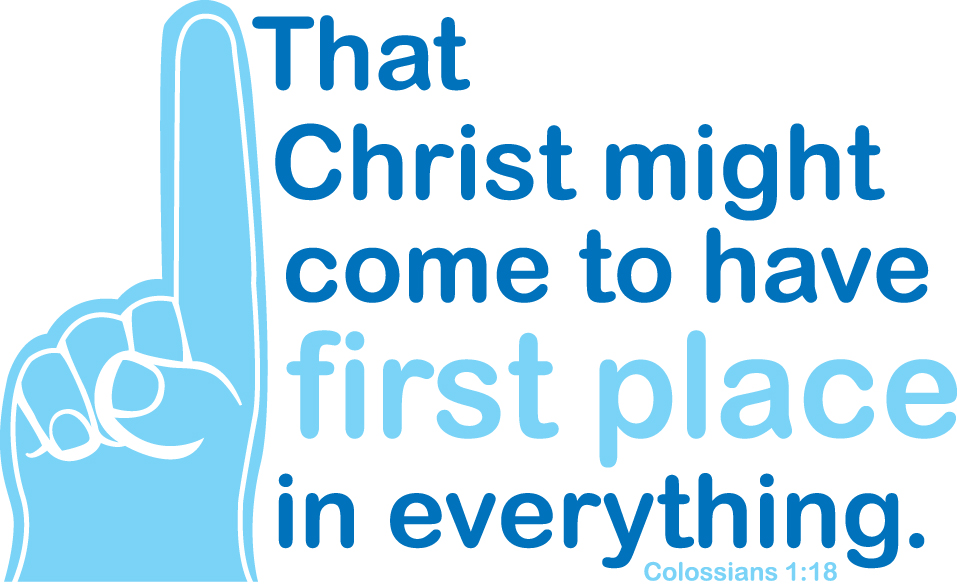 That
Christ might
come to have
first place
in everything.
Colossians 1:18